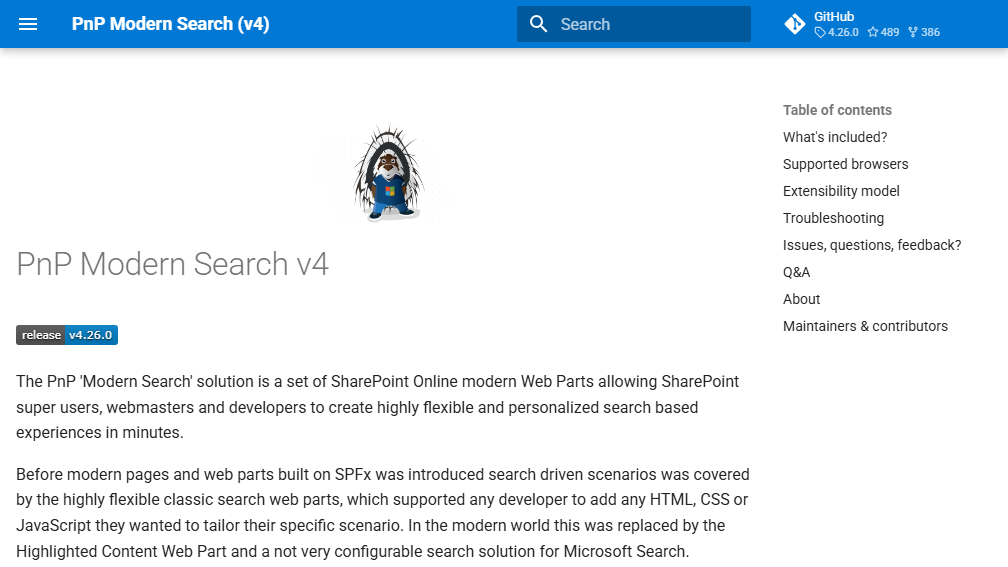 PnP Modern Search (v4)
Search
GitHub
4.26.0 489 386
PnP Modern Search v4
release v4.26.0
The PnP 'Modern Search' solution is a set of SharePoint Online modern Web Parts allowing SharePoint
super users, webmasters and developers to create highly flexible and personalized search based
experiences in minutes.
Before modern pages and web parts built on SPFx was introduced search driven scenarios was covered
by the highly flexible classic search web parts, which supported any developer to add any HTML, CSS or
JavaScript they wanted to tailor their specific scenario. In the modern world this was replaced by the
Highlighted Content Web Part and a not very configurable search solution for Microsoft Search.
Table of contents
What's included?
Supported browsers
Extensibility model
Troubleshooting
Issues, questions, feedback?
Q&A
About
Maintainers & contributors